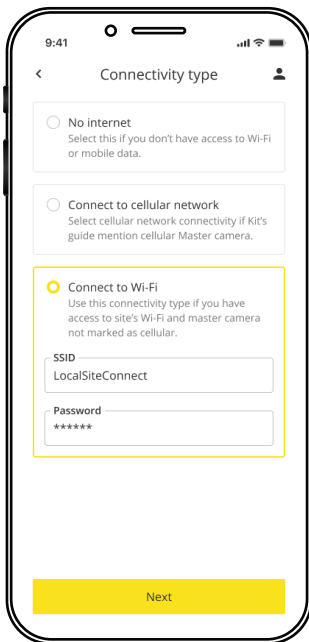 9:41
Connectivity type
No internet
Select this if you don't have access to Wi-Fi
or mobile data.
Connect to cellular network
Select cellular network connectivity if Kit's
guide mention cellular Master camera.
Connect to Wi-Fi
Use this connectivity type if you have
access to site's Wi-Fi and master camera
not marked as cellular.
SSID
LocalSiteConnect
Password
******
Next